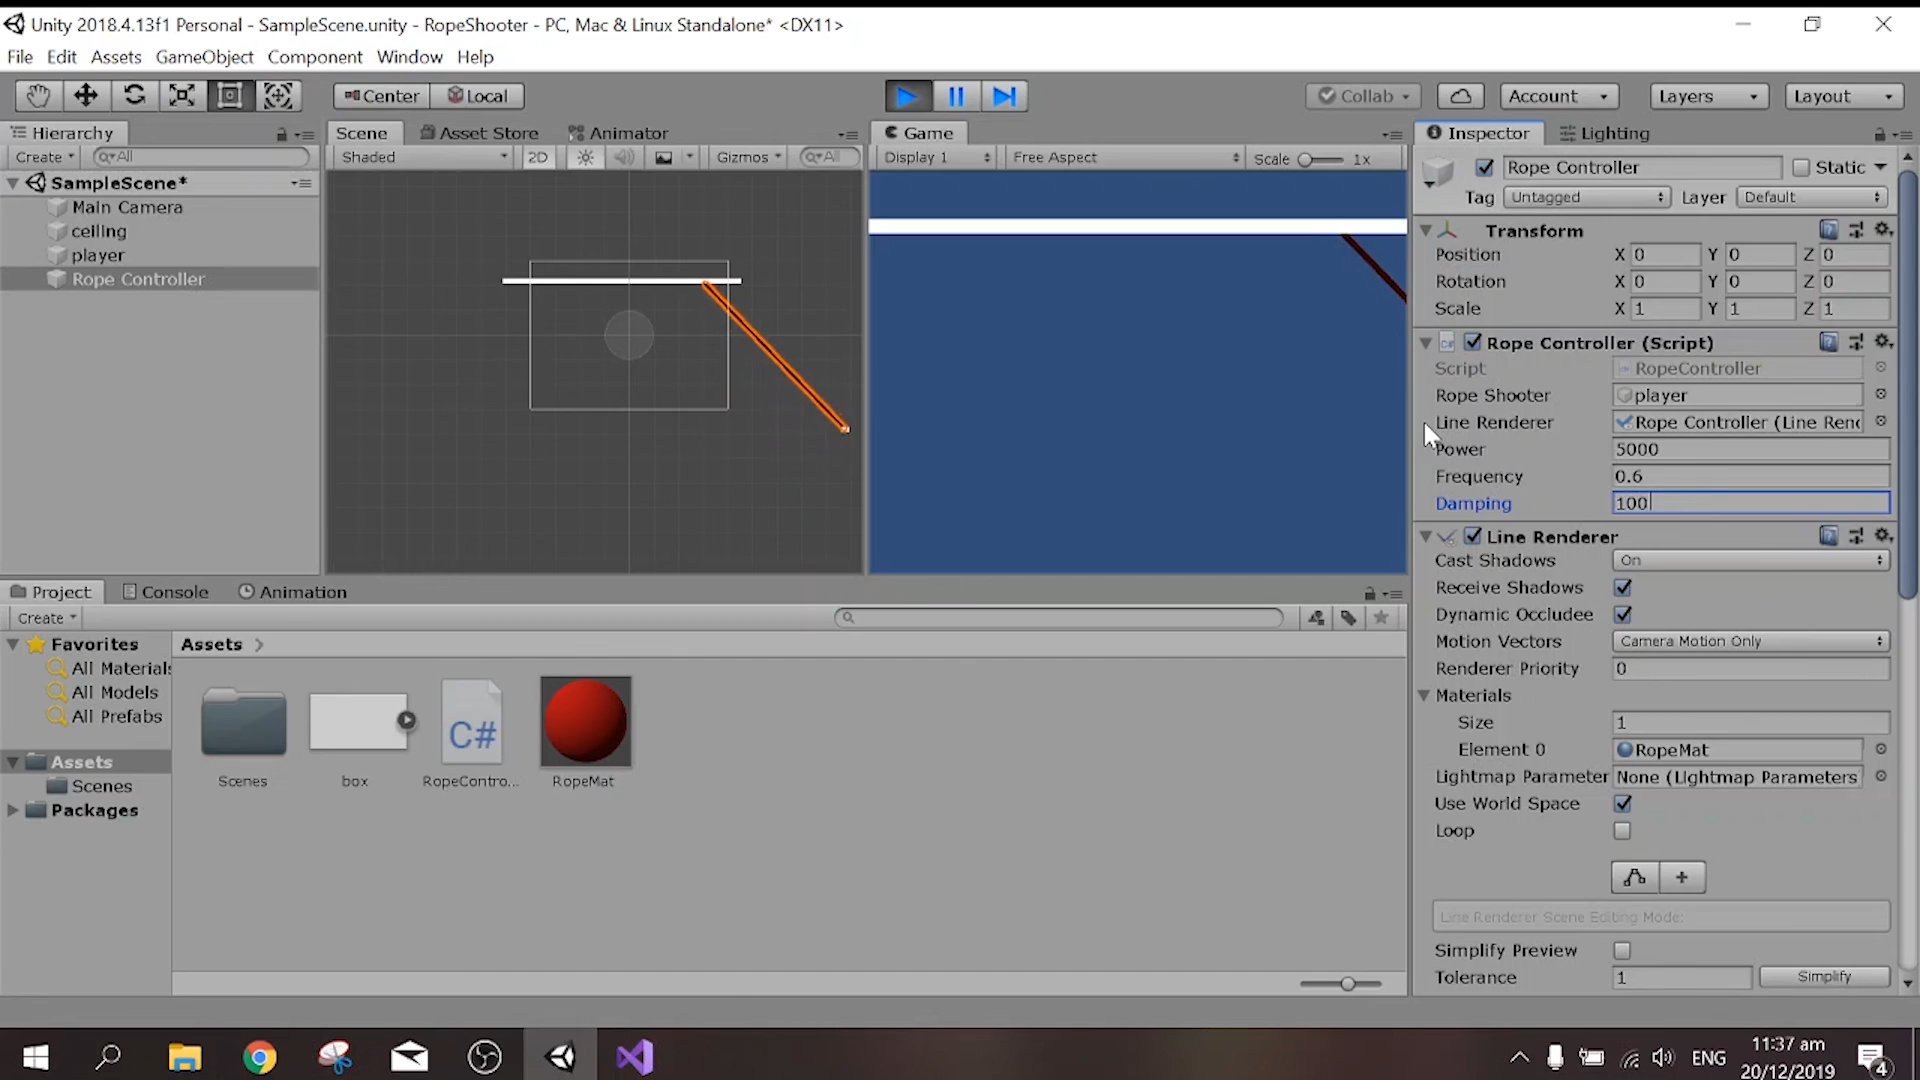 Unity 2018.4.13f1 Personal - SampleScene.unity - RopeShooter - PC, Mac & Linux Standalone* <DX11>
File Edit Assets GameObject Component Window Help
Center Local Collab Account Layers Layout
Hierarchy
Create All
SampleScene*
Main Camera
ceiling
player
Rope Controller
Scene Asset Store Animator
Shaded 2D Gizmos All
Game
Display 1 Free Aspect Scale 1x
Inspector Lighting
Rope Controller Static
Tag Untagged Layer Default
Transform
Position X 0 Y 0 Z 0
Rotation X 0 Y 0 Z 0
Scale X 1 Y 1 Z 1
Rope Controller (Script)
Script RopeController
Rope Shooter player
Line Renderer Rope Controller (Line Rend
Power 5000
Frequency 0.6
Damping 100
Line Renderer
Cast Shadows On
Receive Shadows
Dynamic Occludee
Motion Vectors Camera Motion Only
Renderer Priority 0
Materials
Size 1
Element 0 RopeMat
Lightmap Parameter None (Lightmap Parameters
Use World Space
Loop
Line Renderer Scene Editing Mode:
Simplify Preview
Tolerance 1 Simplify
Project Console Animation
Create
Favorites
All Materials
All Models
All Prefabs
Assets
Scenes
Packages
Assets
C#
Scenes box RopeContro... RopeMat
ENG
11:37 am
20/12/2019
4